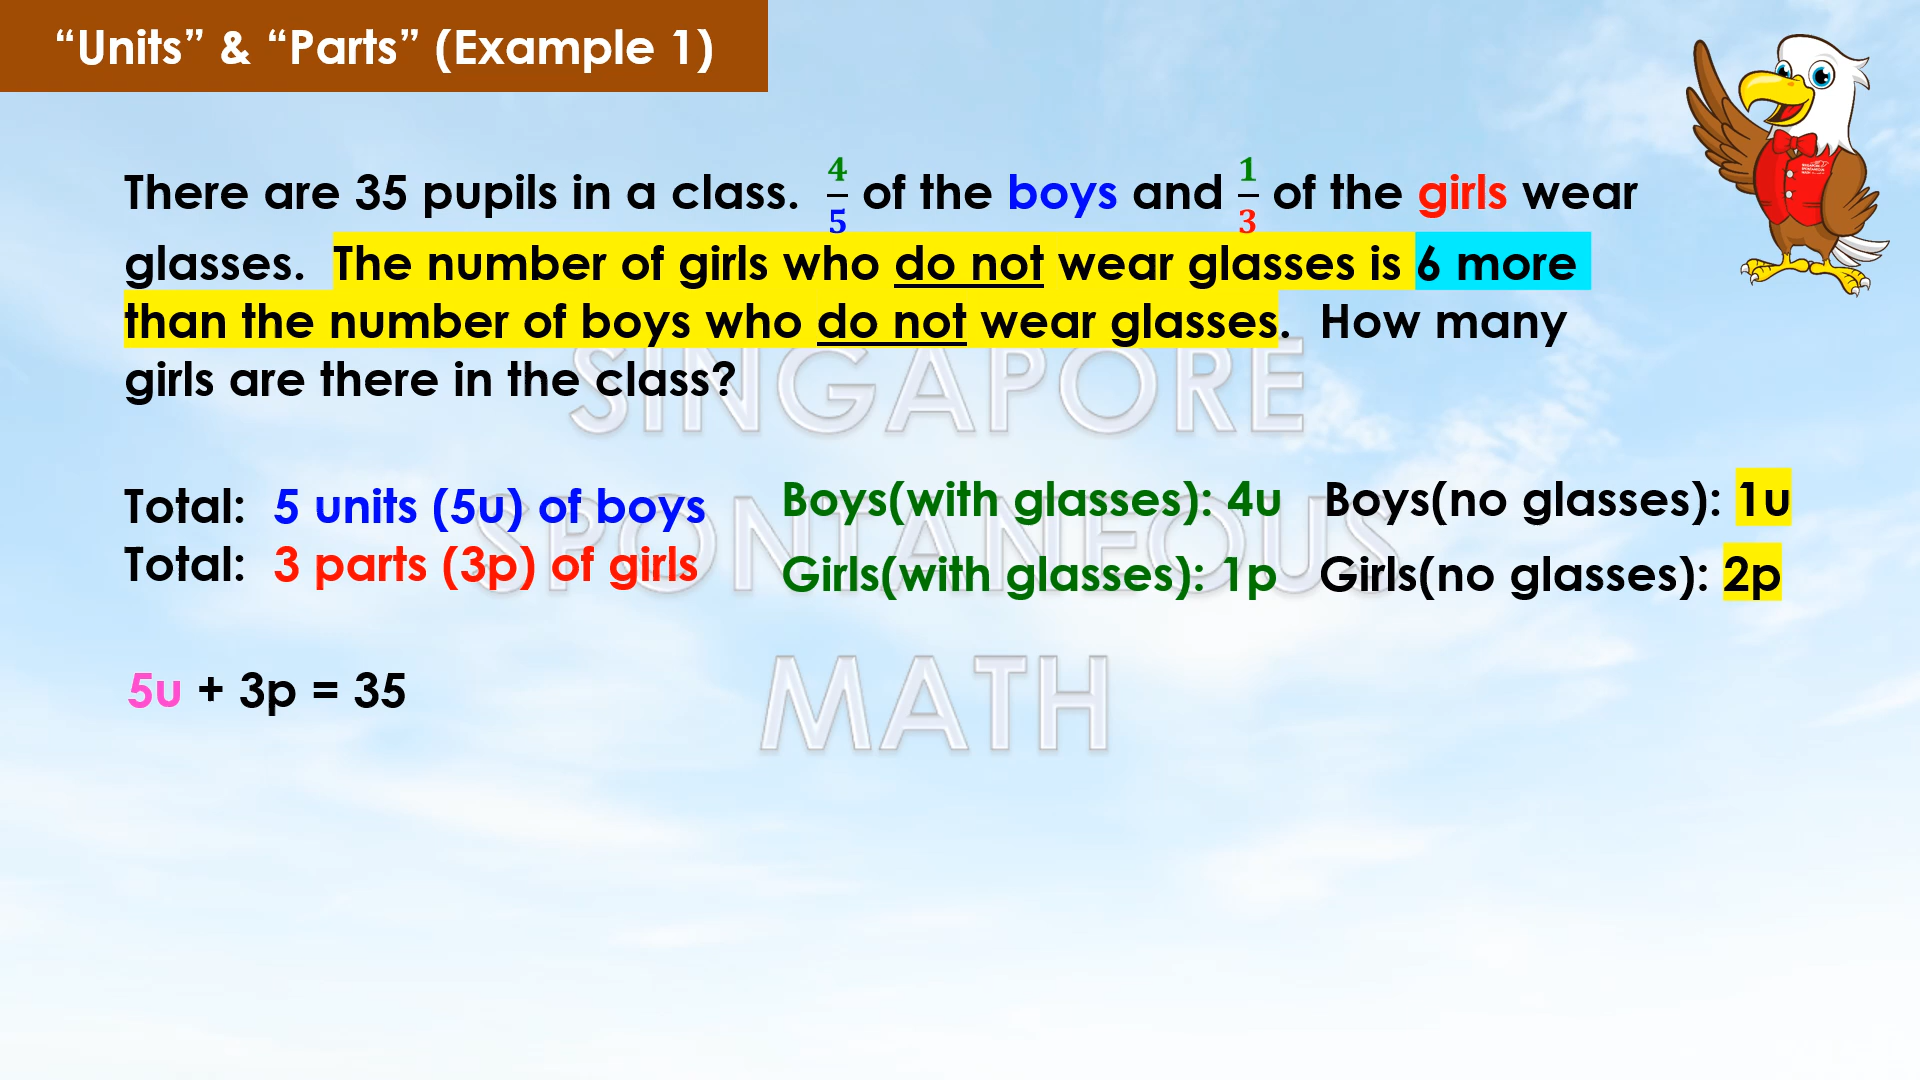 “Units” & “Parts” (Example 1)
There are 35 pupils in a class. 4/5 of the boys and 1/3 of the girls wear
glasses. The number of girls who do not wear glasses is 6 more
than the number of boys who do not wear glasses. How many
girls are there in the class?
SINGAPORE
Total: 5 units (5u) of boys
Boys(with glasses): 4u Boys(no glasses): 1u
SPONTANEOUS
Total: 3 parts (3p) of girls
Girls(with glasses): 1p Girls(no glasses): 2p
5u + 3p = 35
MATH